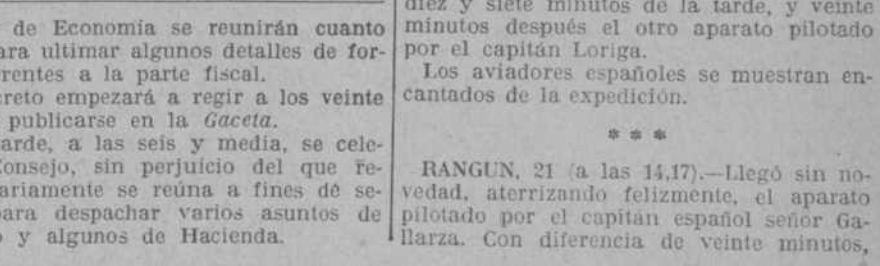 de Economía se reunirán cuanto
ara ultimar algunos detalles de for-
rentes a la parte fiscal.
creto empezará a regir a los veinte
publicarse en la Gaceta.
arde, a las seis y media, se cele-
Consejo, sin perjuicio del que re-
ariamente se reúna a fines de se-
para despachar varios asuntos de
o y algunos de Hacienda.
diez y siete minutos de la tarde, y veinte
minutos después el otro aparato pilotado
por el capitán Loriga.
Los aviadores españoles se muestran en-
cantados de la expedición.
* * *
RANGUN, 21 (a las 14,17).—Llegó sin no-
vedad, aterrizando felizmente, el aparato
pilotado por el capitán español señor Ga-
llarza. Con diferencia de veinte minutos,